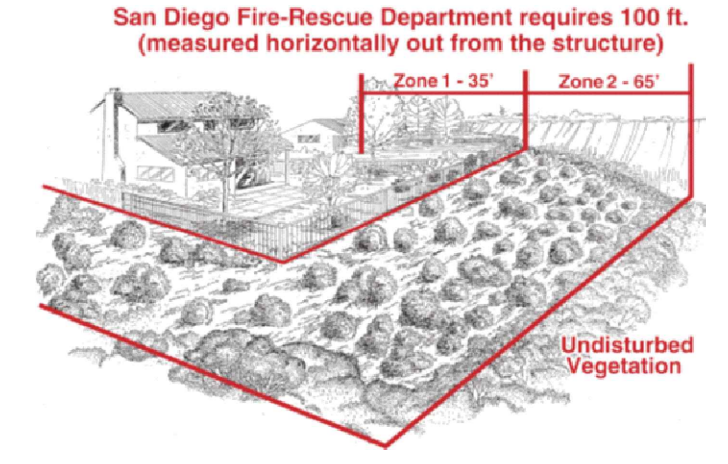 San Diego Fire-Rescue Department requires 100 ft.
(measured horizontally out from the structure)
Zone 1 - 35'
Zone 2 - 65'
Undisturbed
Vegetation